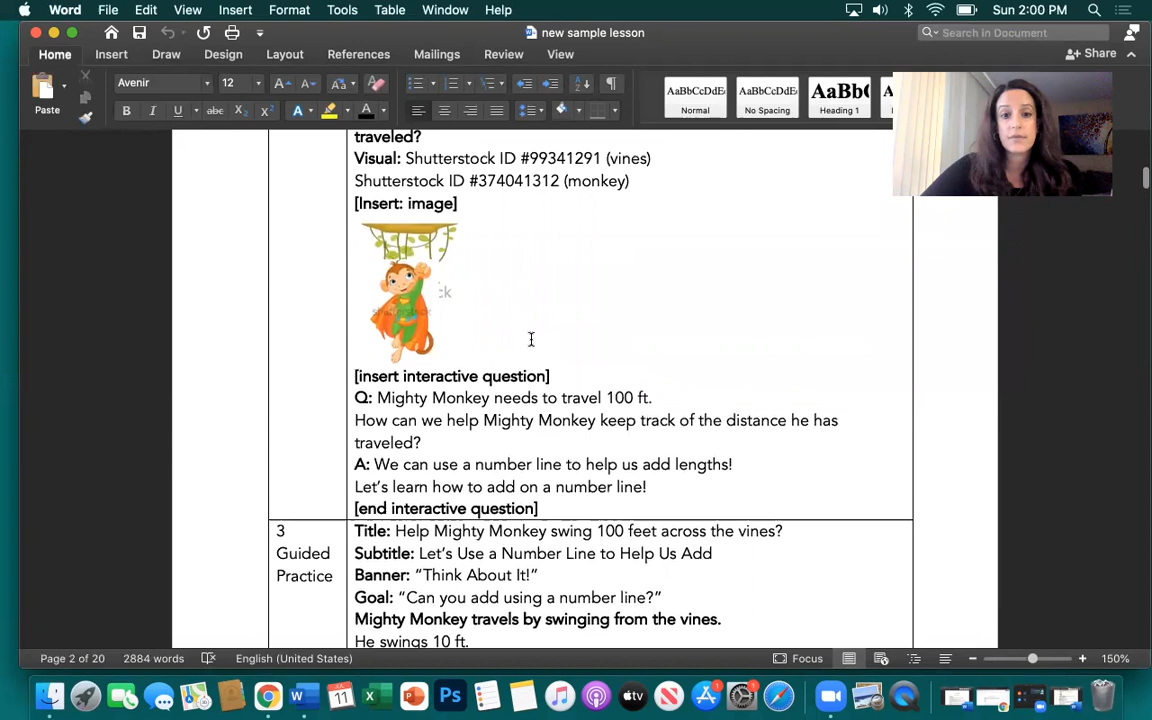 Word File Edit View Insert Format Tools Table Window Help Sun 2:00 PM
new sample lesson
Search in Document
Home Insert Draw Design Layout References Mailings Review View Share
Paste
Avenir 12
B I U abc X2 X2 A A
AaBbCcDdEe AaBbCcDdEe AaBbC
Normal No Spacing Heading 1
traveled?
Visual: Shutterstock ID #99341291 (vines)
Shutterstock ID #374041312 (monkey)
[Insert: image]
ck
[insert interactive question]
Q: Mighty Monkey needs to travel 100 ft.
How can we help Mighty Monkey keep track of the distance he has
traveled?
A: We can use a number line to help us add lengths!
Let's learn how to add on a number line!
[end interactive question]
3
Guided
Practice
Title: Help Mighty Monkey swing 100 feet across the vines?
Subtitle: Let's Use a Number Line to Help Us Add
Banner: "Think About It!"
Goal: "Can you add using a number line?"
Mighty Monkey travels by swinging from the vines.
He swings 10 ft.
Page 2 of 20 2884 words English (United States) Focus 150%